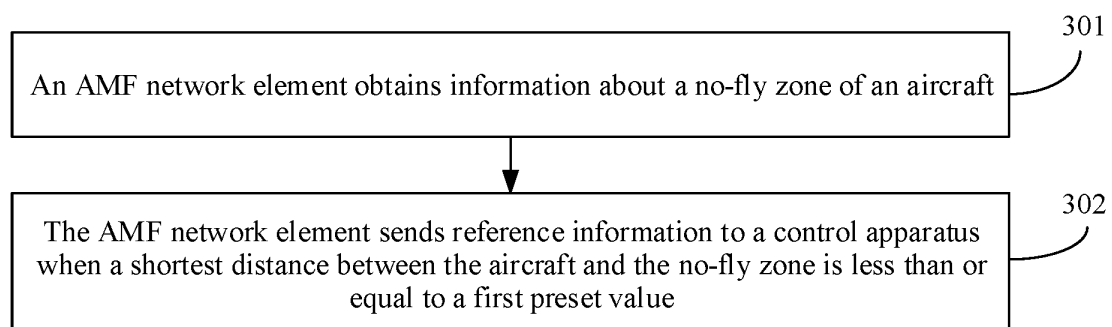 301
An AMF network element obtains information about a no-fly zone of an aircraft
302
The AMF network element sends reference information to a control apparatus
when a shortest distance between the aircraft and the no-fly zone is less than or
equal to a first preset value